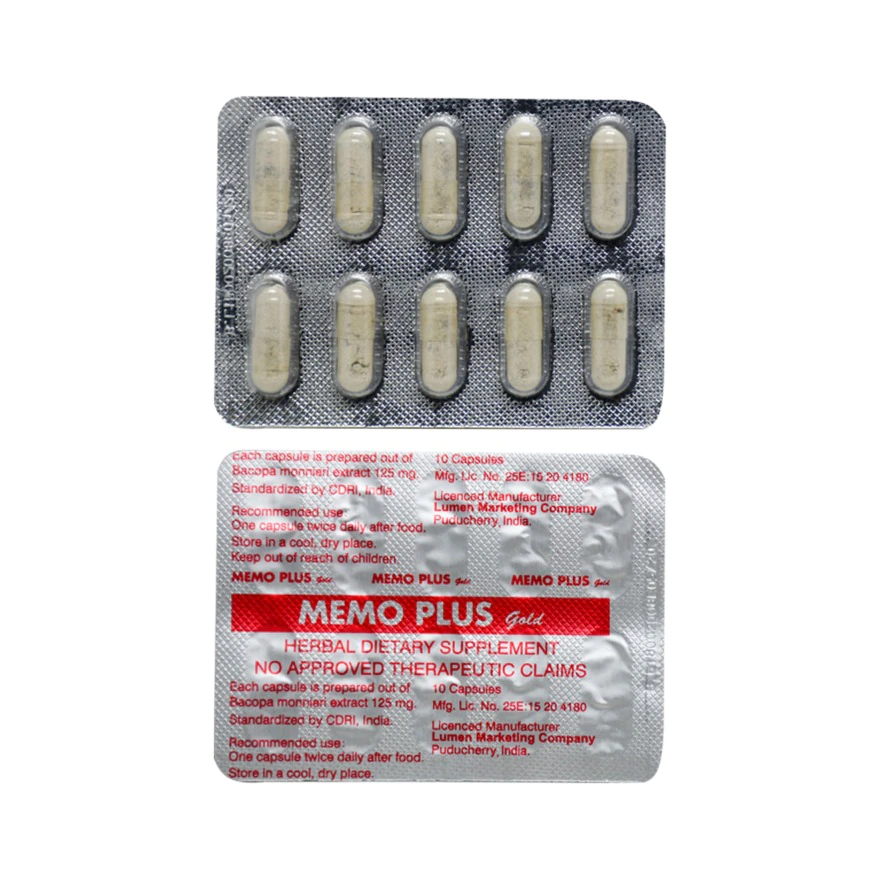 Each capsule is prepared out of
Bacopa monnieri extract 125 mg.
Standardized by CDRI, India.
Recommended use:
One capsule twice daily after food.
Store in a cool, dry place.
Keep out of reach of children
10 Capsules
Mfg. Lic. No. 25E:15 20 4180
Licenced Manufacturer
Lumen Marketing Company
Puducherry, India.
MEMO PLUS Gold MEMO PLUS Gold MEMO PLUS Gold
MEMO PLUS Gold
HERBAL DIETARY SUPPLEMENT
NO APPROVED THERAPEUTIC CLAIMS
Each capsule is prepared out of
Bacopa monnieri extract 125 mg.
Standardized by CDRI, India.
Recommended use:
One capsule twice daily after food.
Store in a cool, dry place.
10 Capsules
Mfg. Lic. No. 25E:15 20 4180
Licenced Manufacturer
Lumen Marketing Company
Puducherry, India.